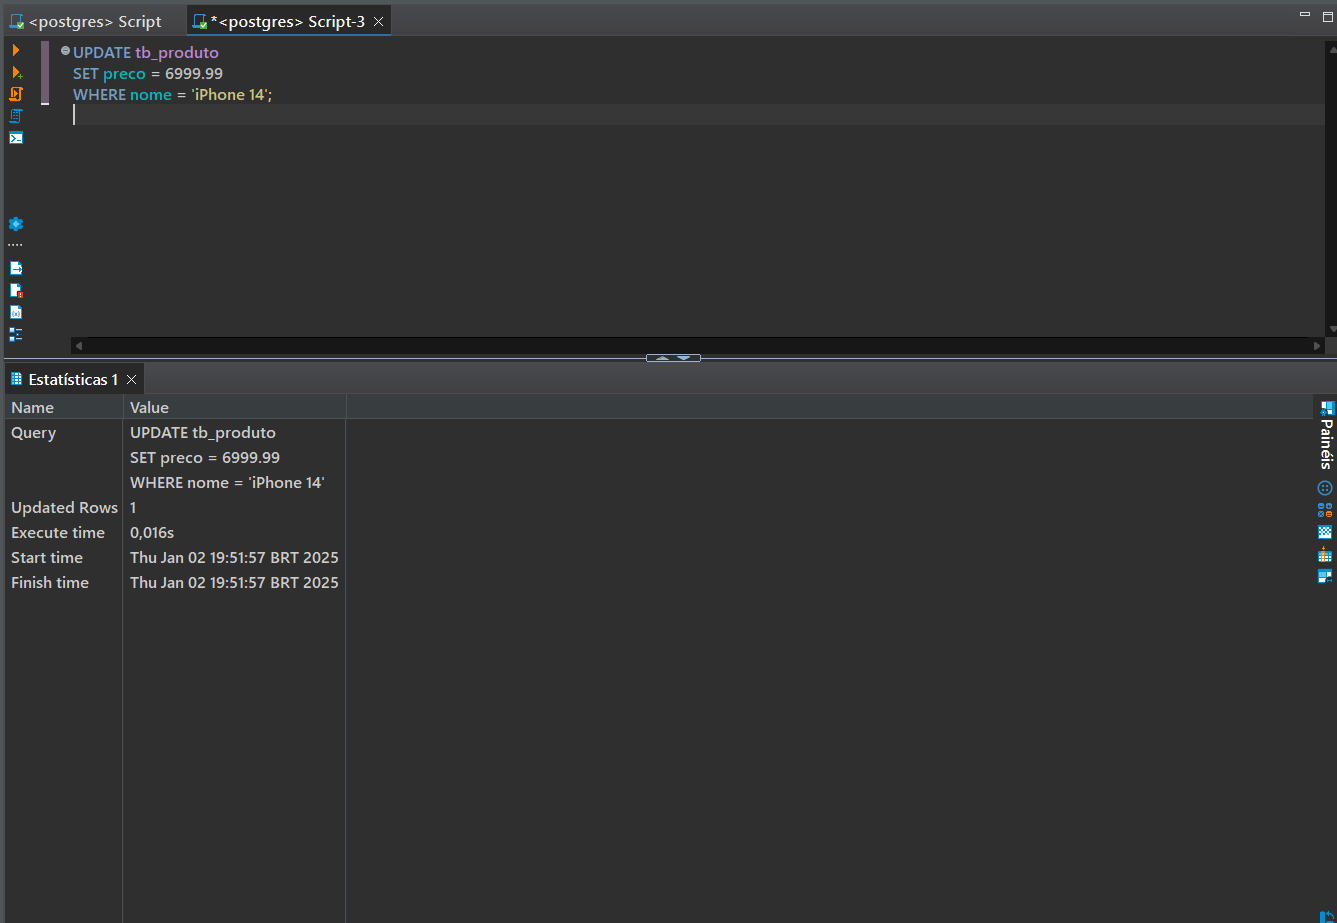 <postgres> Script
*<postgres> Script-3
UPDATE tb_produto
SET preco = 6999.99
WHERE nome = 'iPhone 14';
Estatísticas 1
Name Value
Query UPDATE tb_produto
SET preco = 6999.99
WHERE nome = 'iPhone 14'
Updated Rows 1
Execute time 0,016s
Start time Thu Jan 02 19:51:57 BRT 2025
Finish time Thu Jan 02 19:51:57 BRT 2025
Painéis